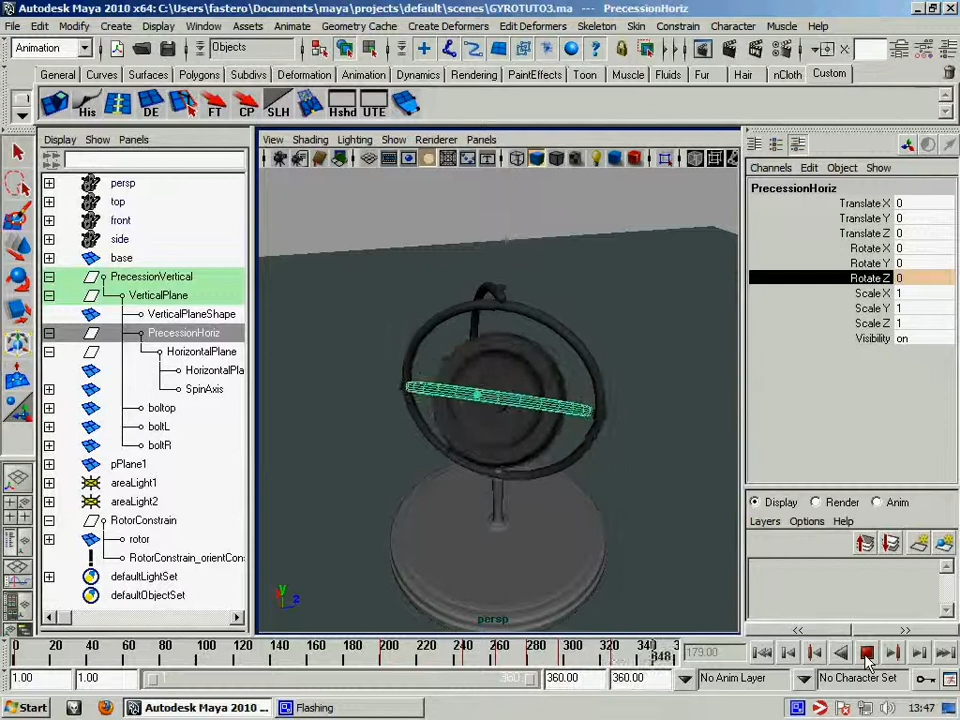 Autodesk Maya 2010 x64: C:\Users\fastero\Documents\maya\projects\default\scenes\GYROTUTO3.ma --- PrecessionHoriz
File Edit Modify Create Display Window Assets Animate Geometry Cache Create Deformers Edit Deformers Skeleton Skin Constrain Character Muscle Help
Animation Objects X:
General Curves Surfaces Polygons Subdivs Deformation Animation Dynamics Rendering PaintEffects Toon Muscle Fluids Fur Hair nCloth Custom
His DE FT CP SLH Hshd UTE
Display Show Panels
View Shading Lighting Show Renderer Panels
Channels Edit Object Show
persp
top
front
side
base
PrecessionVertical
VerticalPlane
VerticalPlaneShape
PrecessionHoriz
HorizontalPlane
HorizontalPla
SpinAxis
boltop
boltL
boltR
pPlane1
areaLight1
areaLight2
RotorConstrain
rotor
RotorConstrain_orientCon
defaultLightSet
defaultObjectSet
y
z
persp
PrecessionHoriz
Translate X 0
Translate Y 0
Translate Z 0
Rotate X 0
Rotate Y 0
Rotate Z 0
Scale X 1
Scale Y 1
Scale Z 1
Visibility on
Display Render Anim
Layers Options Help
0 20 40 60 80 100 120 140 160 180 200 220 240 260 280 300 320 340 3
179.00
1.00 1.00 360 360.00 360.00 No Anim Layer No Character Set
Start Autodesk Maya 2010 ... Flashing 13:47